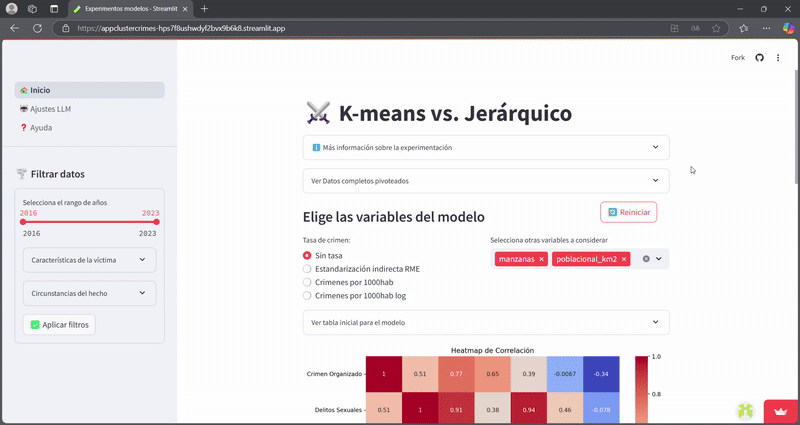 Experimentos modelos - Streamlit
https://appclustercrimes-hps7f8ushwdyf2bvx9b6k8.streamlit.app
Fork
Inicio
Ajustes LLM
Ayuda
Filtrar datos
Selecciona el rango de años
2016 2023
2016 2023
Características de la víctima
Circunstancias del hecho
Aplicar filtros
K-means vs. Jerárquico
Más información sobre la experimentación
Ver Datos completos pivoteados
Elige las variables del modelo
Reiniciar
Tasa de crimen:
Sin tasa
Estandarización indirecta RME
Crimenes por 1000hab
Crimenes por 1000hab log
Selecciona otras variables a considerar
manzanas × poblacional_km2 ×
Ver tabla inicial para el modelo
Heatmap de Correlación
Crimen Organizado 1 0.51 0.77 0.65 0.39 -0.0067 -0.34
Delitos Sexuales 0.51 1 0.91 0.38 0.94 0.46 -0.078
1.0
0.8